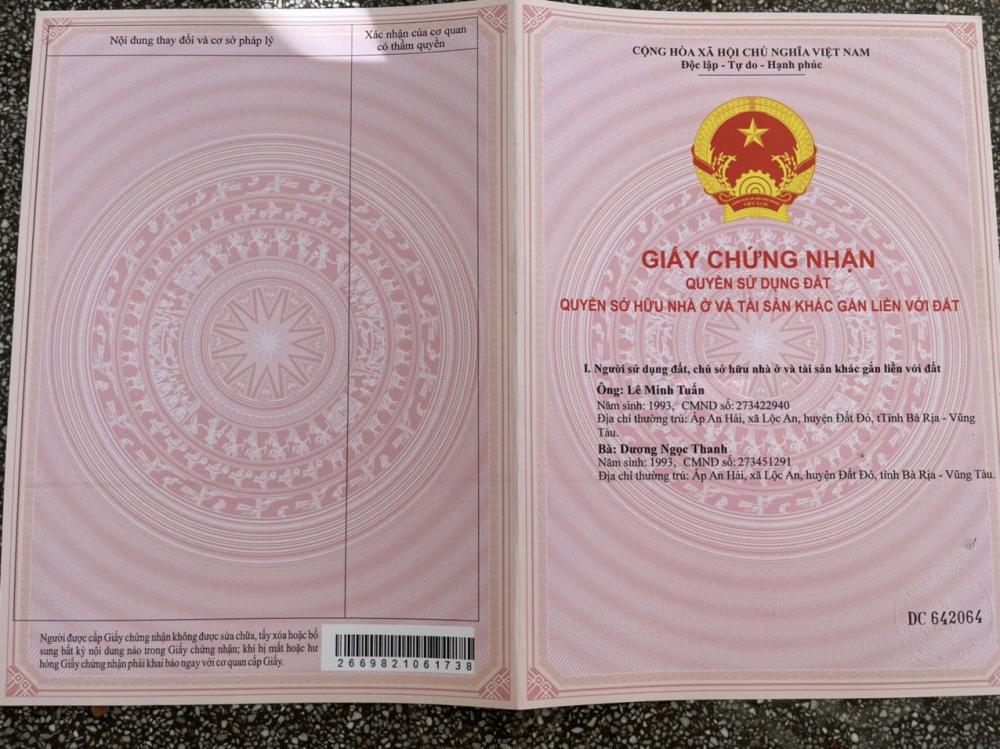 Nội dung thay đổi và cơ sở pháp lý
Xác nhận của cơ quan
có thẩm quyền
Người được cấp Giấy chứng nhận không được sửa chữa, tẩy xóa hoặc bổ
sung bất kỳ nội dung nào trong Giấy chứng nhận; khi bị mất hoặc hư
hỏng Giấy chứng nhận phải khai báo ngay với cơ quan cấp Giấy.
2669821061738
CỘNG HÒA XÃ HỘI CHỦ NGHĨA VIỆT NAM
Độc lập - Tự do - Hạnh phúc
VIỆT NAM
GIẤY CHỨNG NHẬN
QUYỀN SỬ DỤNG ĐẤT
QUYỀN SỞ HỮU NHÀ Ở VÀ TÀI SẢN KHÁC GẮN LIỀN VỚI ĐẤT
I. Người sử dụng đất, chủ sở hữu nhà ở và tài sản khác gắn liền với đất
Ông: Lê Minh Tuấn
Năm sinh: 1993, CMND số: 273422940
Địa chỉ thường trú: Ấp An Hải, xã Lộc An, huyện Đất Đỏ, tTỉnh Bà Rịa - Vũng
Tàu.
Bà: Dương Ngọc Thanh
Năm sinh: 1993, CMND số: 273451291
Địa chỉ thường trú: Ấp An Hải, xã Lộc An, huyện Đất Đỏ, tỉnh Bà Rịa - Vũng Tàu.
DC 642064